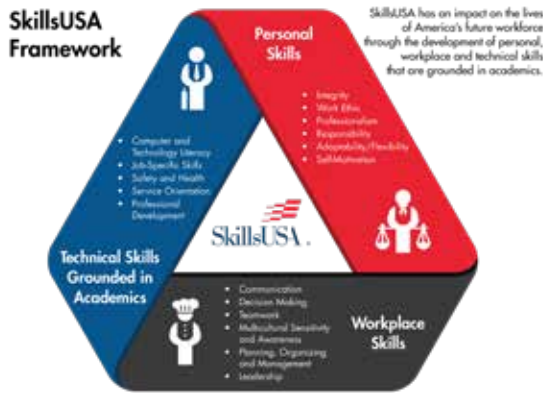 SkillsUSA
Framework
SkillsUSA has an impact on the lives
of America's future workforce
through the development of personal,
workplace and technical skills
that are grounded in academics.
Personal
Skills
• Integrity
• Work Ethic
• Professionalism
• Responsibility
• Adaptability/Flexibility
• Self-Motivation
• Computer and
Technology Literacy
• Job-Specific Skills
• Safety and Health
• Service Orientation
• Professional
Development
SkillsUSA.
Technical Skills
Grounded in
Academics
• Communication
• Decision Making
• Teamwork
• Multicultural Sensitivity
and Awareness
• Planning, Organizing
and Management
• Leadership
Workplace
Skills